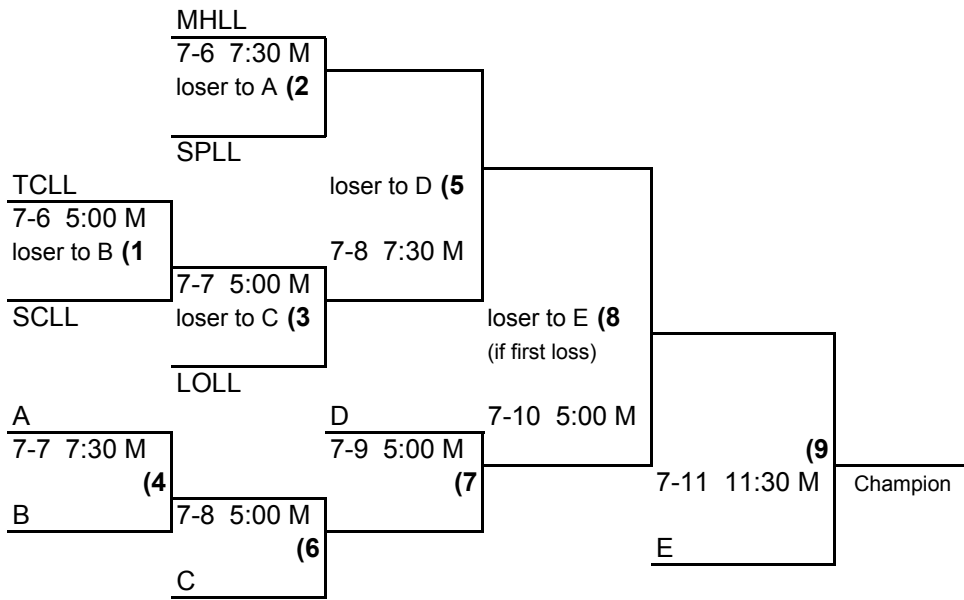 MHLL
7-6 7:30 M
loser to A (2
SPLL
TCLL
loser to D (5
7-6 5:00 M
loser to B (1
7-8 7:30 M
7-7 5:00 M
SCLL
loser to C (3
loser to E (8
(if first loss)
LOLL
A
D
7-10 5:00 M
7-7 7:30 M
7-9 5:00 M
(9
(4
(7
7-11 11:30 M
Champion
B
7-8 5:00 M
(6
E
C